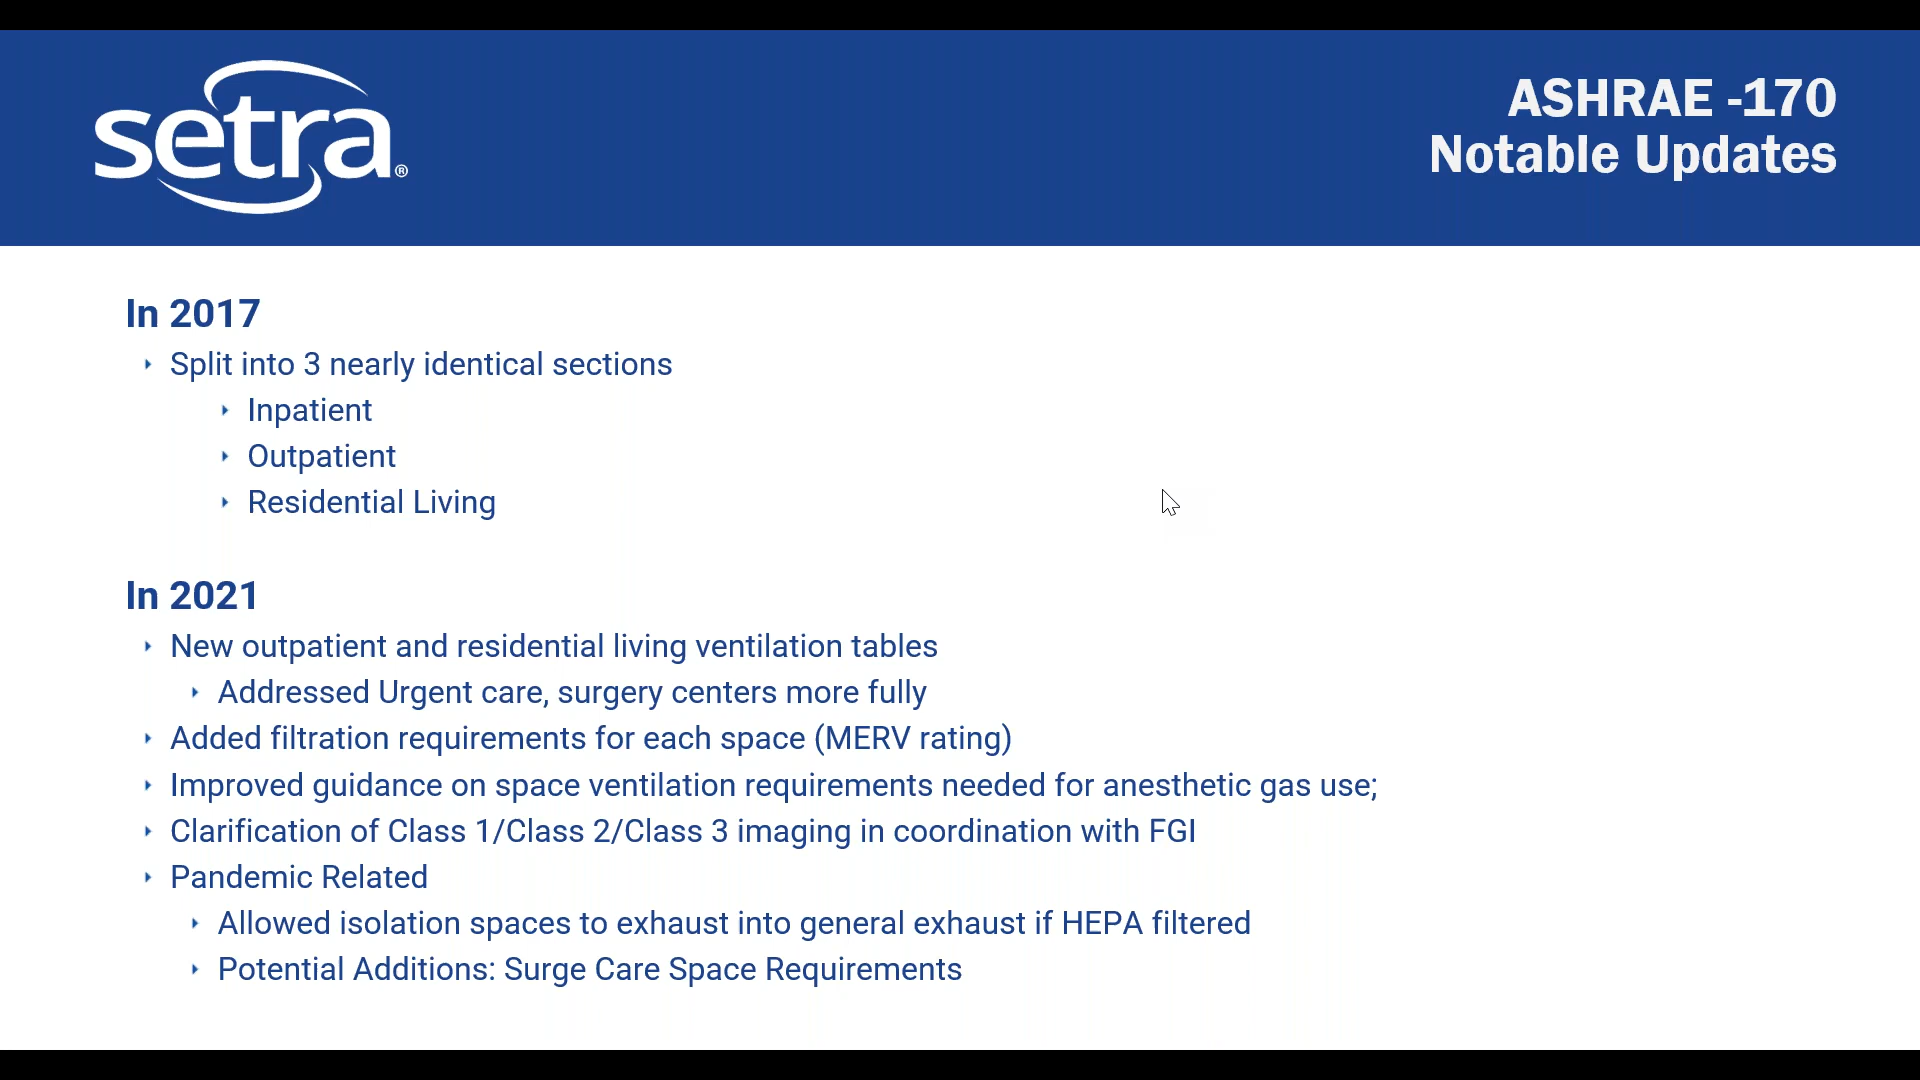 setra®
ASHRAE -170
Notable Updates
In 2017
Split into 3 nearly identical sections
Inpatient
Outpatient
Residential Living
In 2021
New outpatient and residential living ventilation tables
Addressed Urgent care, surgery centers more fully
Added filtration requirements for each space (MERV rating)
Improved guidance on space ventilation requirements needed for anesthetic gas use;
Clarification of Class 1/Class 2/Class 3 imaging in coordination with FGI
Pandemic Related
Allowed isolation spaces to exhaust into general exhaust if HEPA filtered
Potential Additions: Surge Care Space Requirements